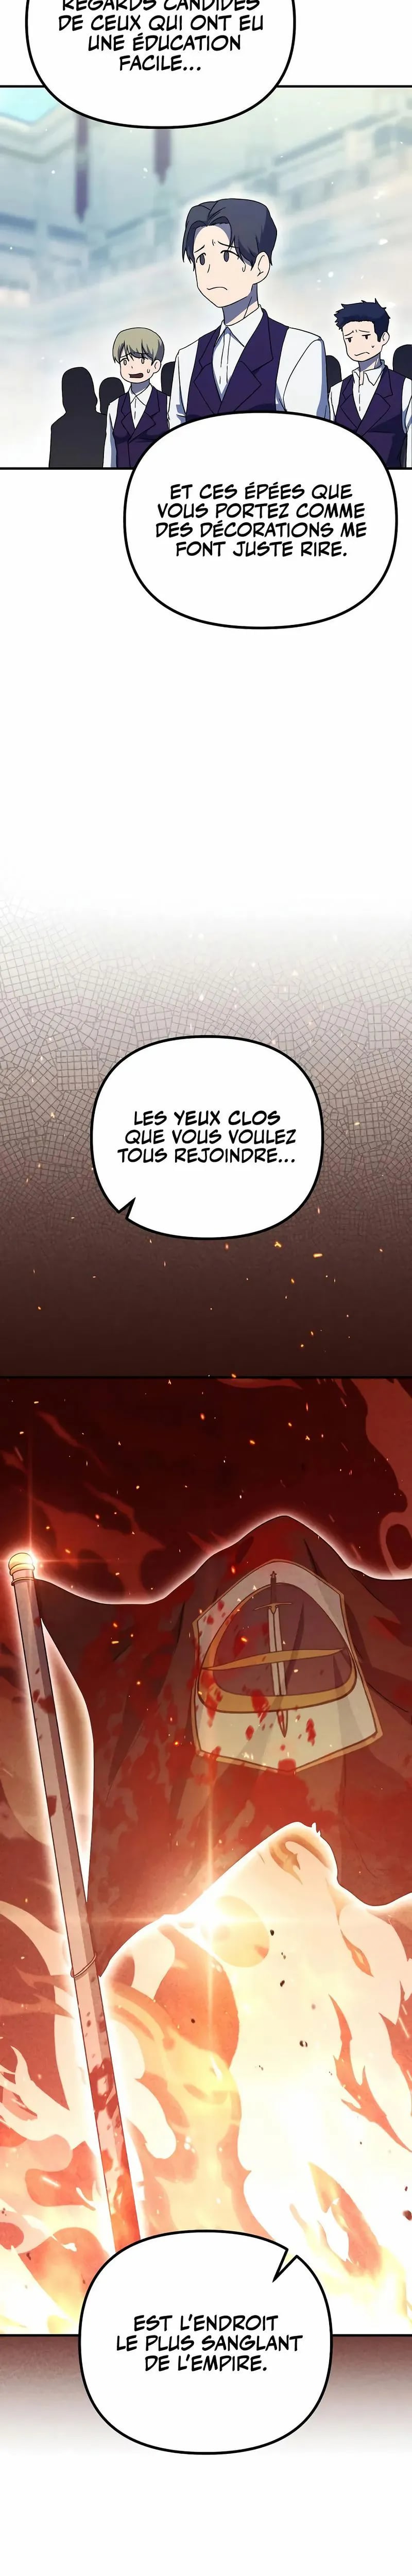 REGARDS CANDIDES
DE CEUX QUI ONT EU
UNE ÉDUCATION
FACILE...
ET CES ÉPÉES QUE
VOUS PORTEZ COMME
DES DÉCORATIONS ME
FONT JUSTE RIRE.
LES YEUX CLOS
QUE VOUS VOULEZ
TOUS REJOINDRE...
EST L'ENDROIT
LE PLUS SANGLANT
DE L'EMPIRE.